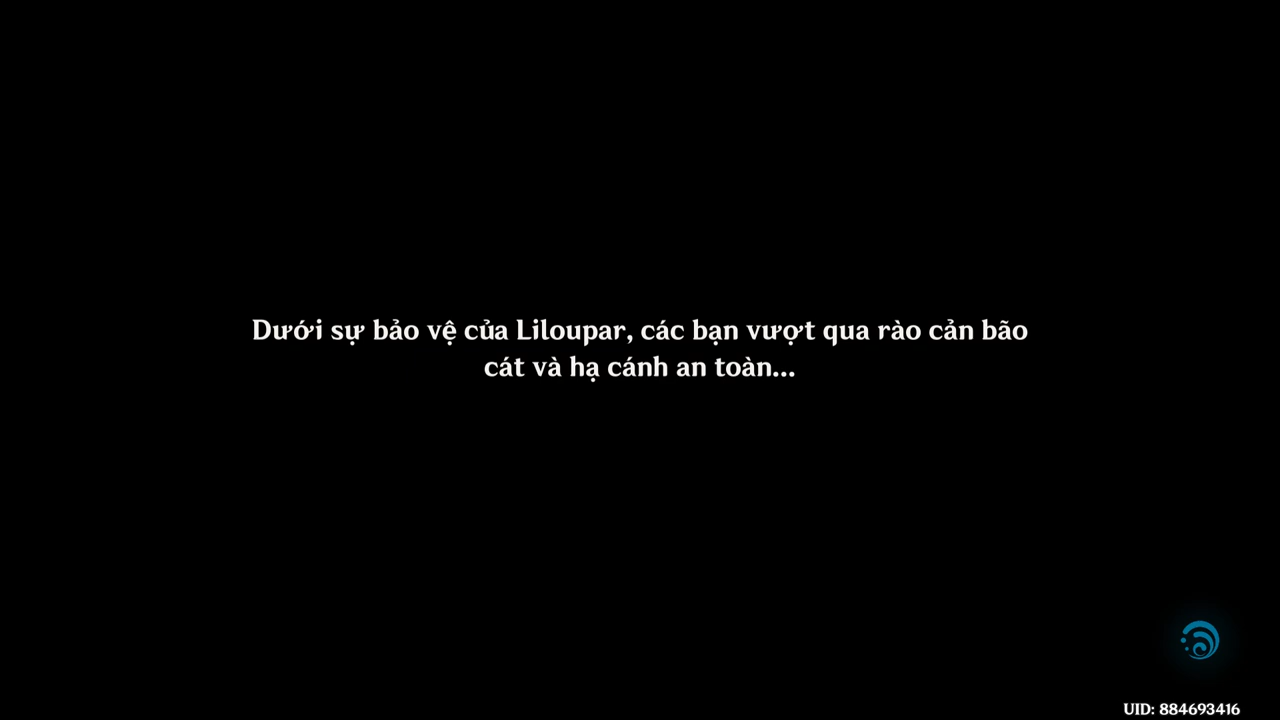 Dưới sự bảo vệ của Liloupar, các bạn vượt qua rào cản bão
cát và hạ cánh an toàn...
UID: 884693416